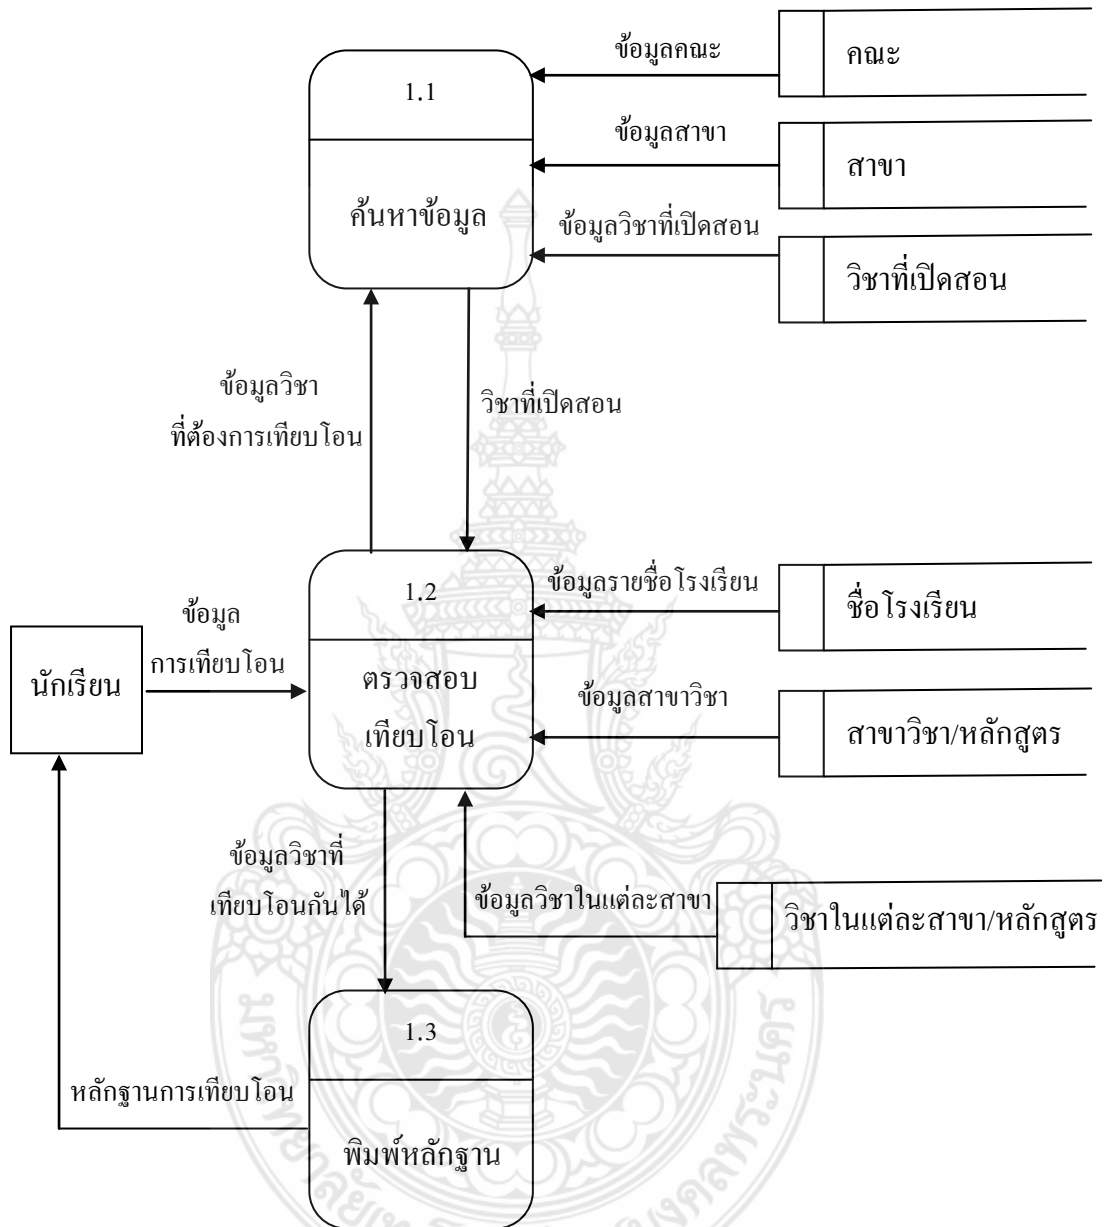 ข้อมูลคณะ
คณะ
1.1
ข้อมูลสาขา
สาขา
ค้นหาข้อมูล
ข้อมูลวิชาที่เปิดสอน
วิชาที่เปิดสอน
ข้อมูลวิชา
ที่ต้องการเทียบโอน
วิชาที่เปิดสอน
1.2
ข้อมูลรายชื่อโรงเรียน
ชื่อโรงเรียน
ข้อมูล
การเทียบโอน
นักเรียน
ตรวจสอบ
เทียบโอน
ข้อมูลสาขาวิชา
สาขาวิชา/หลักสูตร
ข้อมูลวิชาที่
เทียบโอนกันได้
ข้อมูลวิชาในแต่ละสาขา
วิชาในแต่ละสาขา/หลักสูตร
1.3
หลักฐานการเทียบโอน
พิมพ์หลักฐาน